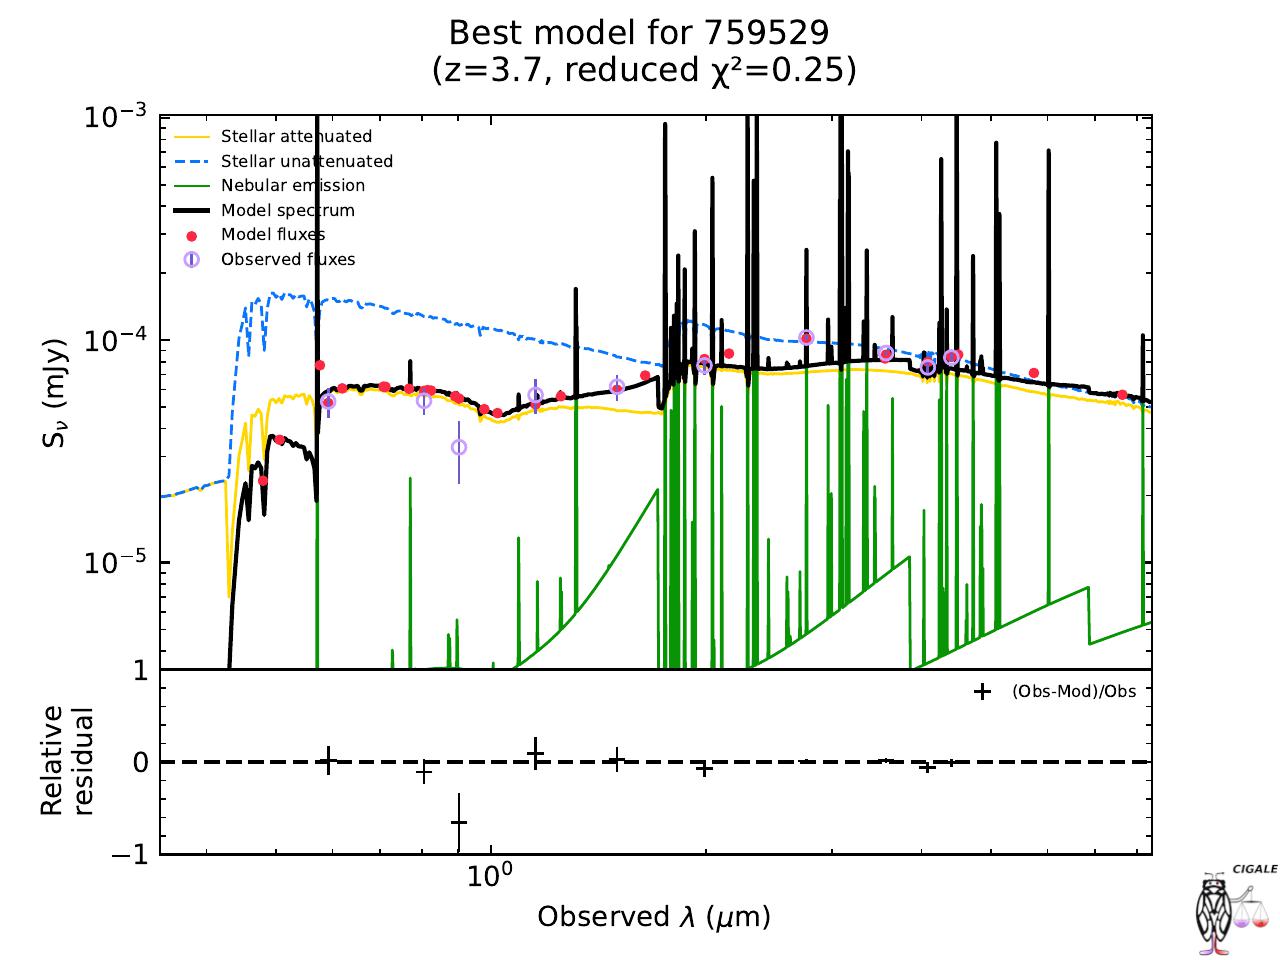 Best model for 759529
(z=3.7, reduced χ²=0.25)
10⁻³
10⁻⁴
10⁻⁵
Sᵥ (mJy)
Stellar attenuated
Stellar unattenuated
Nebular emission
Model spectrum
Model fluxes
Observed fluxes
1
0
−1
Relative
residual
(Obs-Mod)/Obs
10⁰
Observed λ (μm)
CIGALE